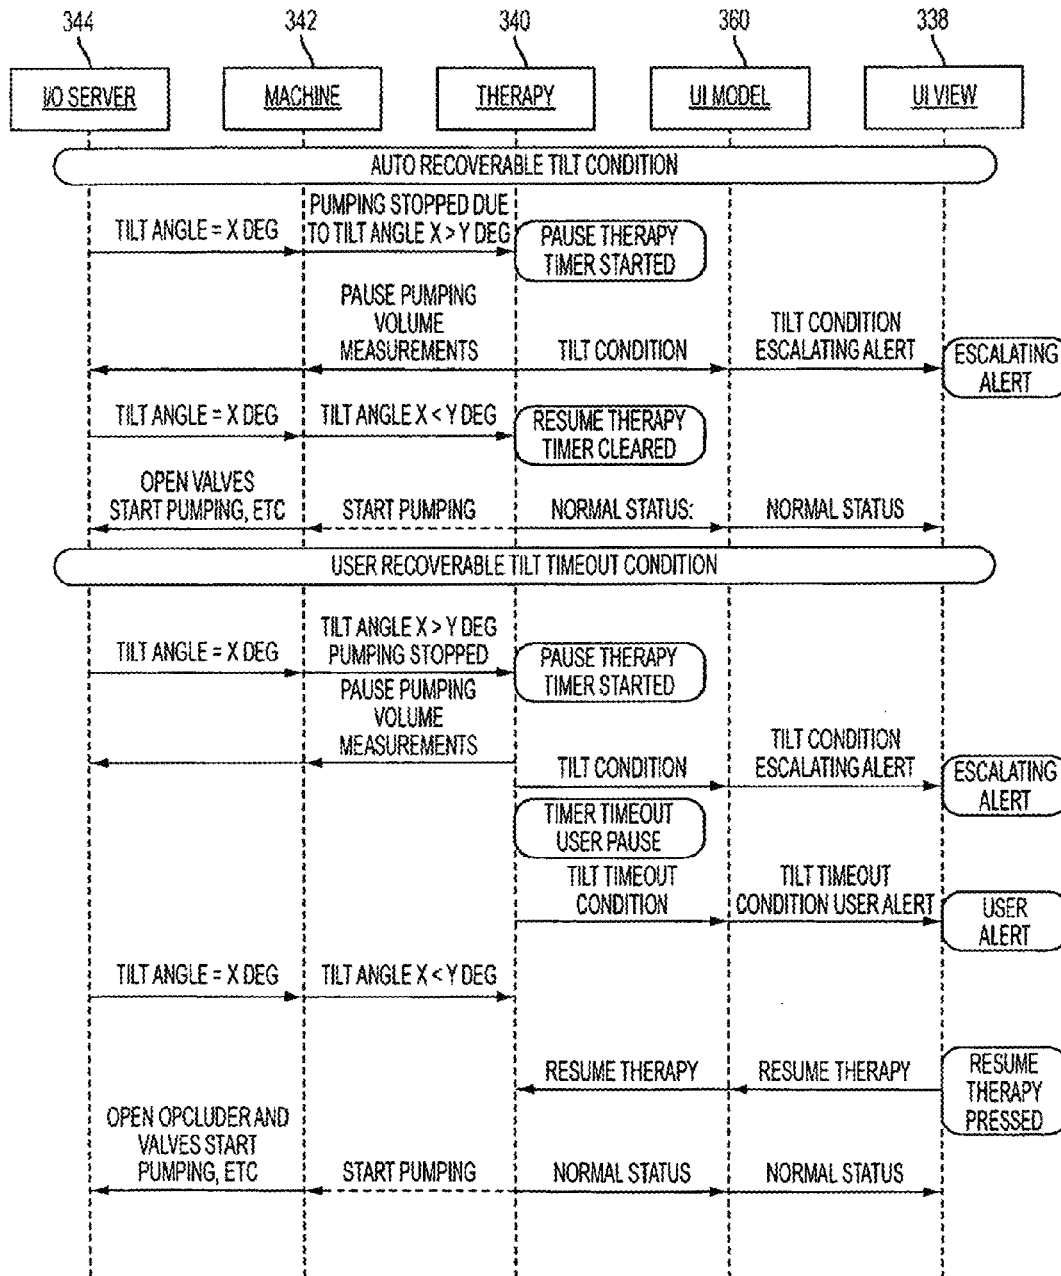 344 342 340 360 338
I/O SERVER MACHINE THERAPY UI MODEL UI VIEW
AUTO RECOVERABLE TILT CONDITION
TILT ANGLE = X DEG
PUMPING STOPPED DUE
TO TILT ANGLE X > Y DEG
PAUSE THERAPY
TIMER STARTED
PAUSE PUMPING
VOLUME
MEASUREMENTS
TILT CONDITION
TILT CONDITION
ESCALATING ALERT
ESCALATING
ALERT
TILT ANGLE = X DEG
TILT ANGLE X < Y DEG
RESUME THERAPY
TIMER CLEARED
OPEN VALVES
START PUMPING, ETC
START PUMPING
NORMAL STATUS:
NORMAL STATUS
USER RECOVERABLE TILT TIMEOUT CONDITION
TILT ANGLE = X DEG
TILT ANGLE X > Y DEG
PUMPING STOPPED
PAUSE THERAPY
TIMER STARTED
PAUSE PUMPING
VOLUME
MEASUREMENTS
TILT CONDITION
TILT CONDITION
ESCALATING ALERT
ESCALATING
ALERT
TIMER TIMEOUT
USER PAUSE
TILT TIMEOUT
CONDITION
TILT TIMEOUT
CONDITION USER ALERT
USER
ALERT
TILT ANGLE = X DEG
TILT ANGLE X < Y DEG
RESUME THERAPY
RESUME THERAPY
RESUME
THERAPY
PRESSED
OPEN OPCLUDER AND
VALVES START
PUMPING, ETC
START PUMPING
NORMAL STATUS
NORMAL STATUS